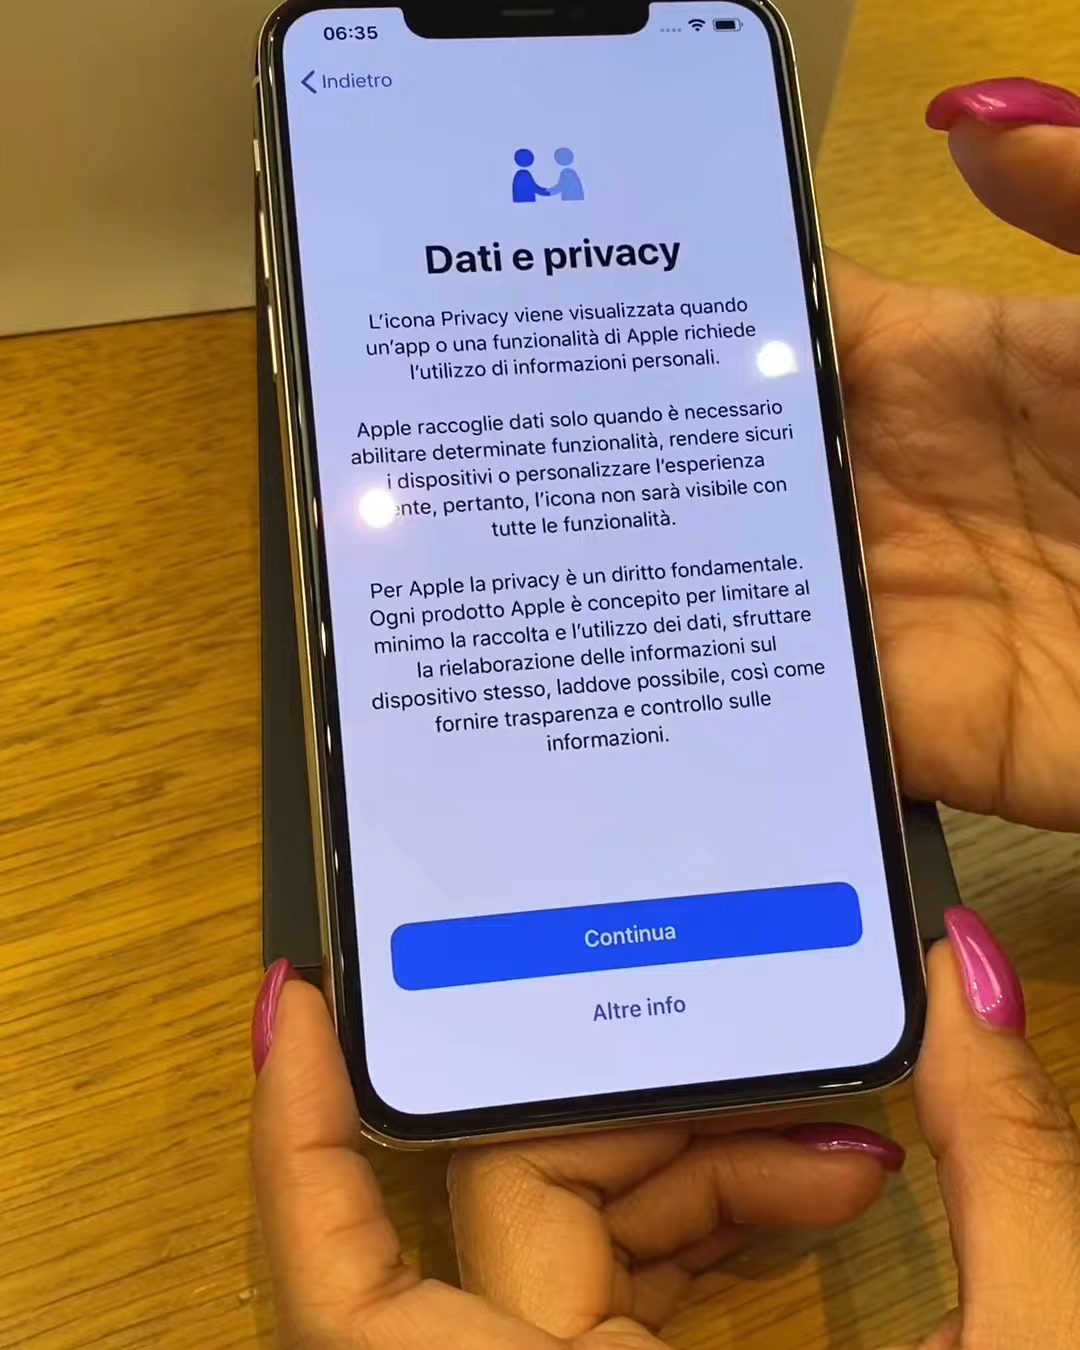 06:35
Indietro
Dati e privacy
L'icona Privacy viene visualizzata quando
un'app o una funzionalità di Apple richiede
l'utilizzo di informazioni personali.
Apple raccoglie dati solo quando è necessario
abilitare determinate funzionalità, rendere sicuri
i dispositivi o personalizzare l'esperienza
pertanto, l'icona non sarà visibile con
tutte le funzionalità.
Per Apple la privacy è un diritto fondamentale.
Ogni prodotto Apple è concepito per limitare al
minimo la raccolta e l'utilizzo dei dati, sfruttare
la rielaborazione delle informazioni sul
dispositivo stesso, laddove possibile, così come
fornire trasparenza e controllo sulle
informazioni.
Continua
Altre info